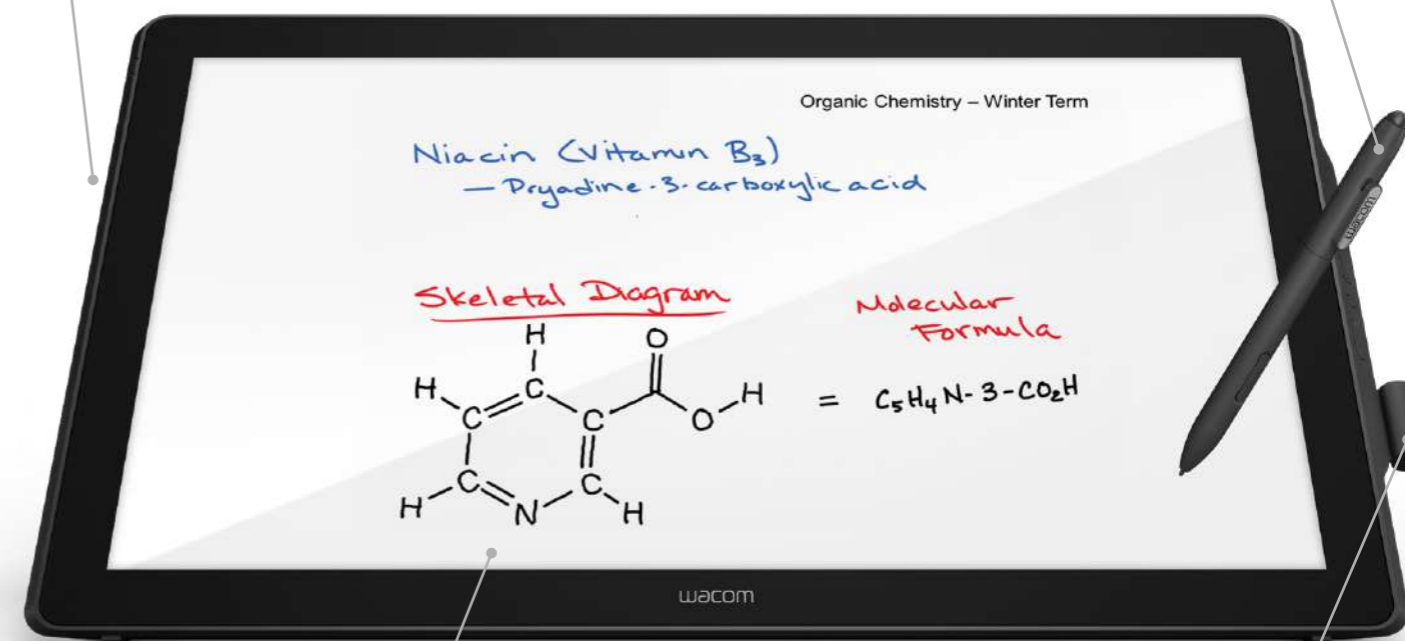 Organic Chemistry – Winter Term
Niacin (Vitamin B₃)
— Pryadine-3-carboxylic acid
Skeletal Diagram
Molecular
Formula
H O
H C H
C C O = C₅H₄N-3-CO₂H
C C
H N H
wacom
wacom